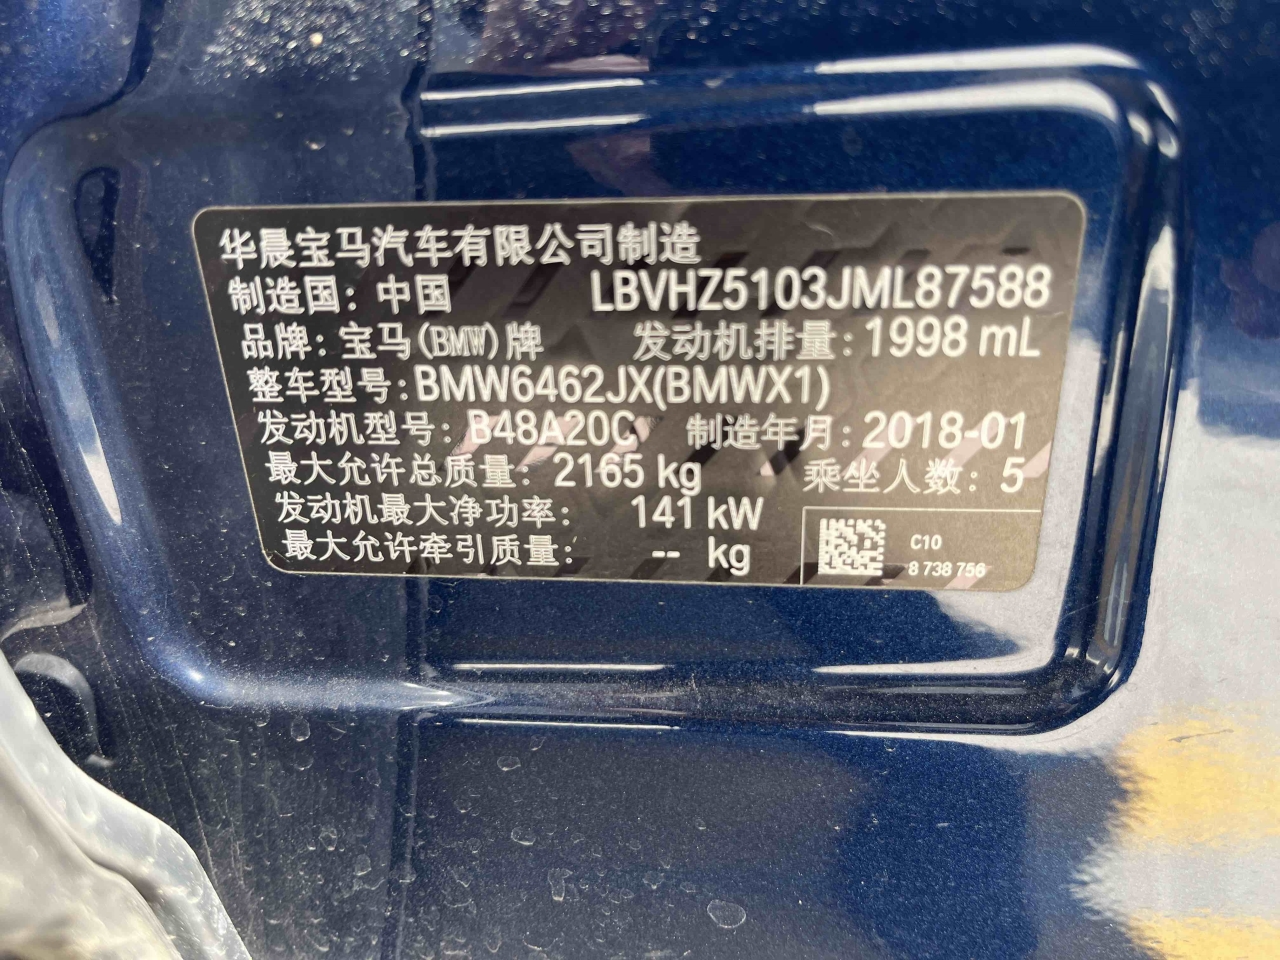 华晨宝马汽车有限公司制造
制造国：中国 LBVHZ5103JML87588
品牌：宝马(BMW)牌 发动机排量：1998 mL
整车型号：BMW6462JX(BMWX1)
发动机型号：B48A20C 制造年月：2018-01
最大允许总质量：2165 kg 乘坐人数：5
发动机最大净功率：141 kW
最大允许牵引质量：-- kg
C10
8 738 756